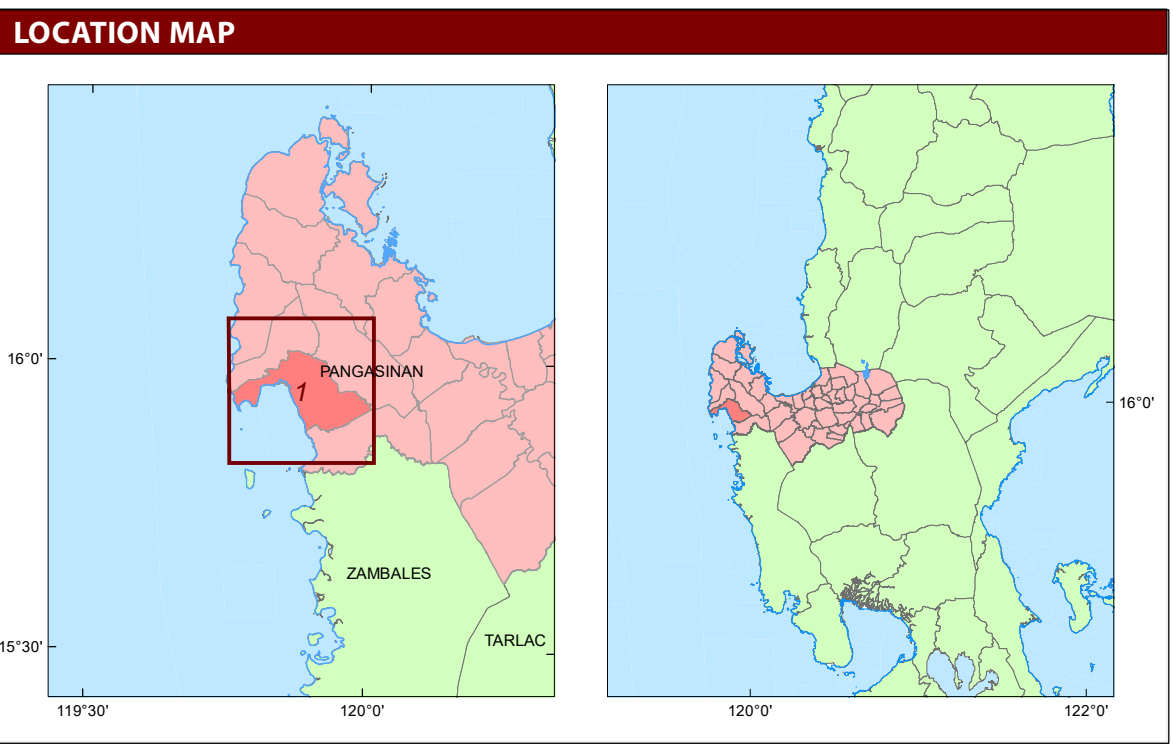 LOCATION MAP
16°0'
PANGASINAN
1
16°0'
ZAMBALES
TARLAC
15°30'
119°30'
120°0'
120°0'
122°0'